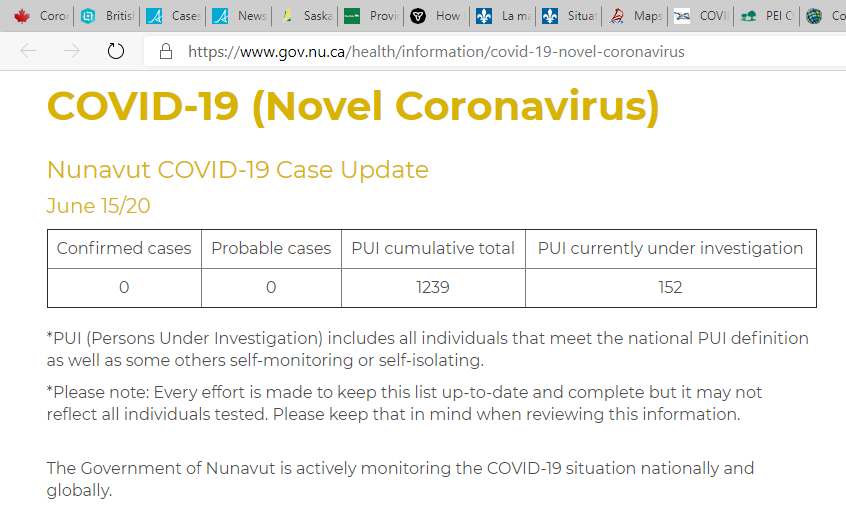 Coror Britis Case: News Saska Provi How La ma Situat Maps COVI PEI C Co
https://www.gov.nu.ca/health/information/covid-19-novel-coronavirus
COVID-19 (Novel Coronavirus)
Nunavut COVID-19 Case Update
June 15/20
Confirmed cases Probable cases PUI cumulative total PUI currently under investigation
0 0 1239 152
*PUI (Persons Under Investigation) includes all individuals that meet the national PUI definition
as well as some others self-monitoring or self-isolating.
*Please note: Every effort is made to keep this list up-to-date and complete but it may not
reflect all individuals tested. Please keep that in mind when reviewing this information.
The Government of Nunavut is actively monitoring the COVID-19 situation nationally and
globally.